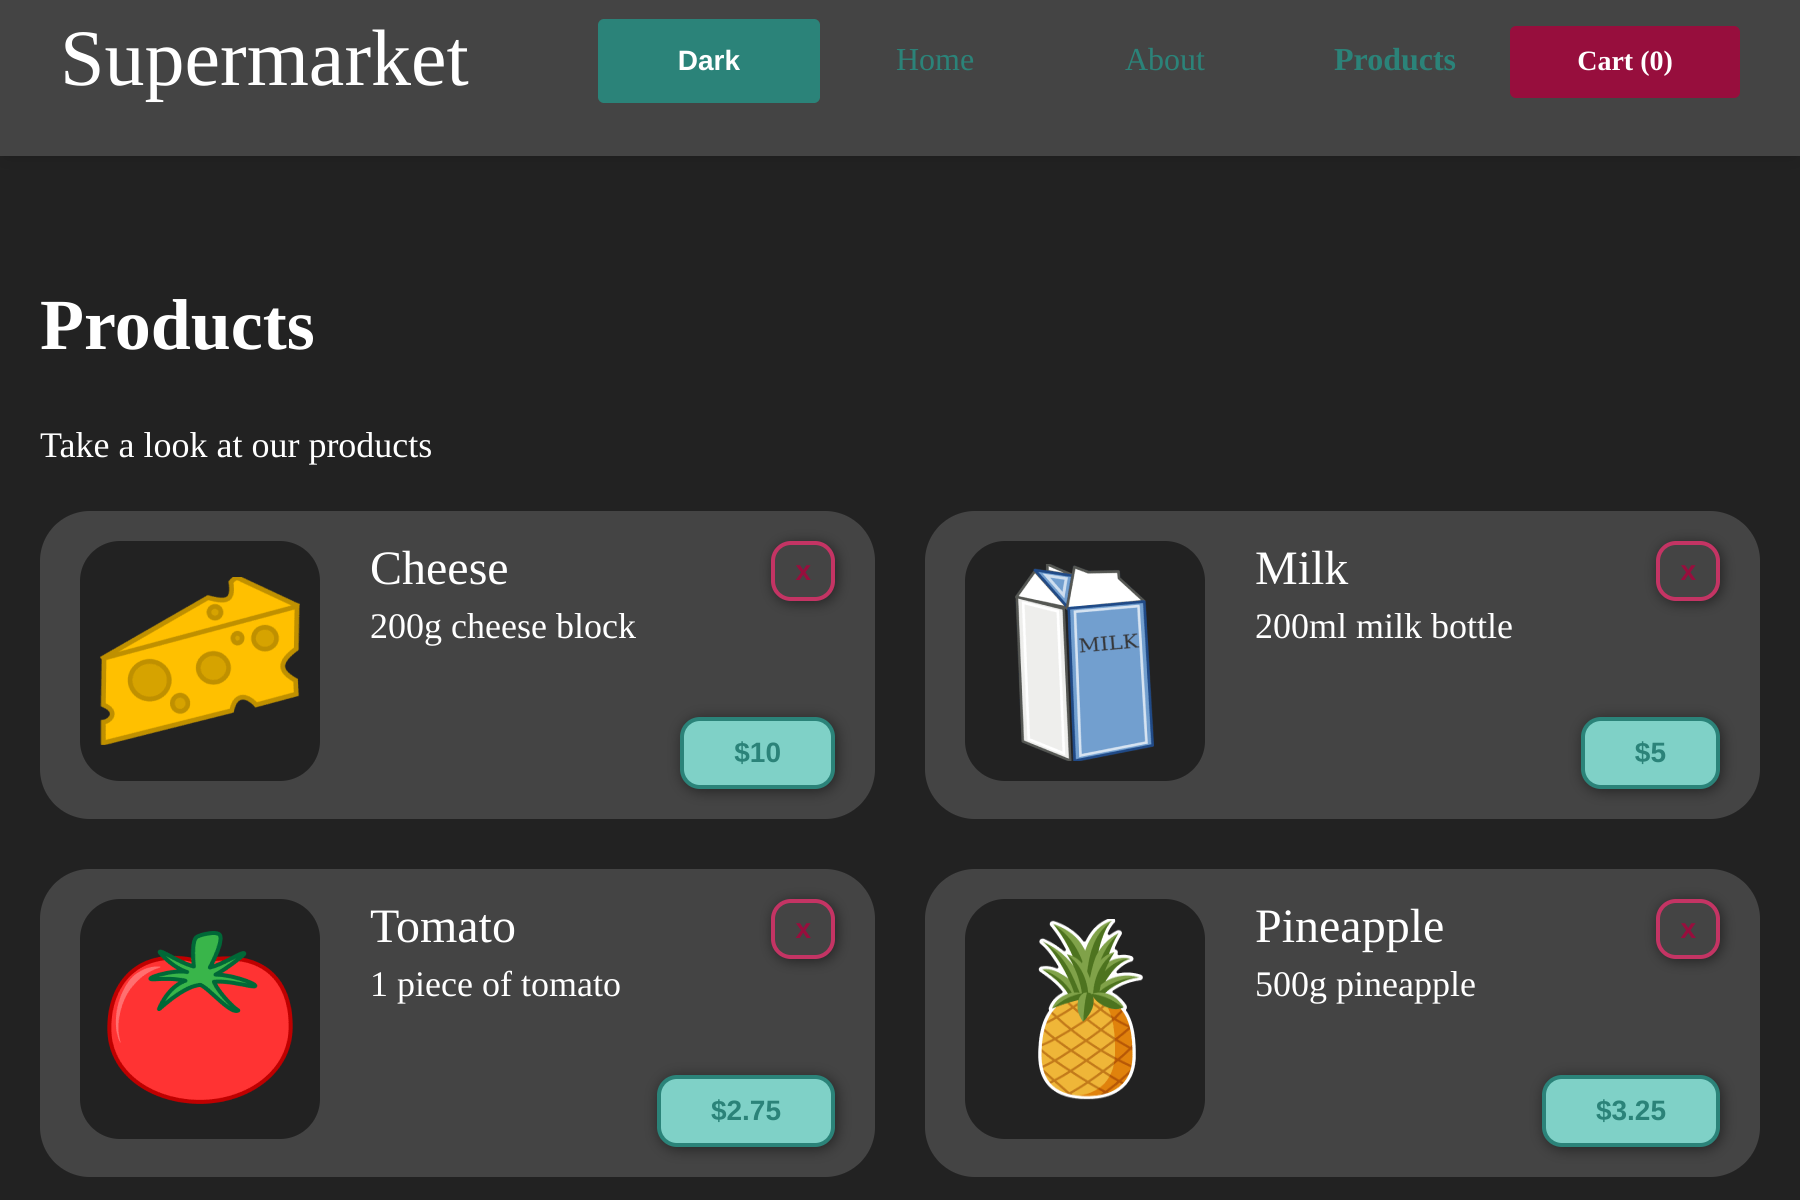 Supermarket
Dark
Home
About
Products
Cart (0)
Products
Take a look at our products
Cheese
x
200g cheese block
$10
Milk
x
200ml milk bottle
MILK
$5
Tomato
x
1 piece of tomato
$2.75
Pineapple
x
500g pineapple
$3.25